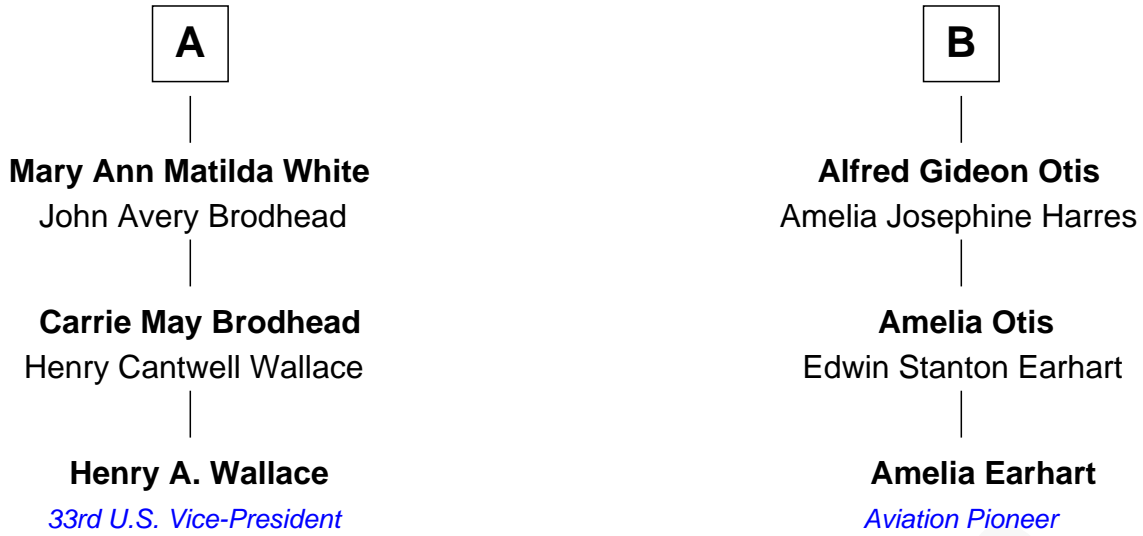 A
Mary Ann Matilda White
John Avery Brodhead
Carrie May Brodhead
Henry Cantwell Wallace
Henry A. Wallace
33rd U.S. Vice-President
B
Alfred Gideon Otis
Amelia Josephine Harres
Amelia Otis
Edwin Stanton Earhart
Amelia Earhart
Aviation Pioneer